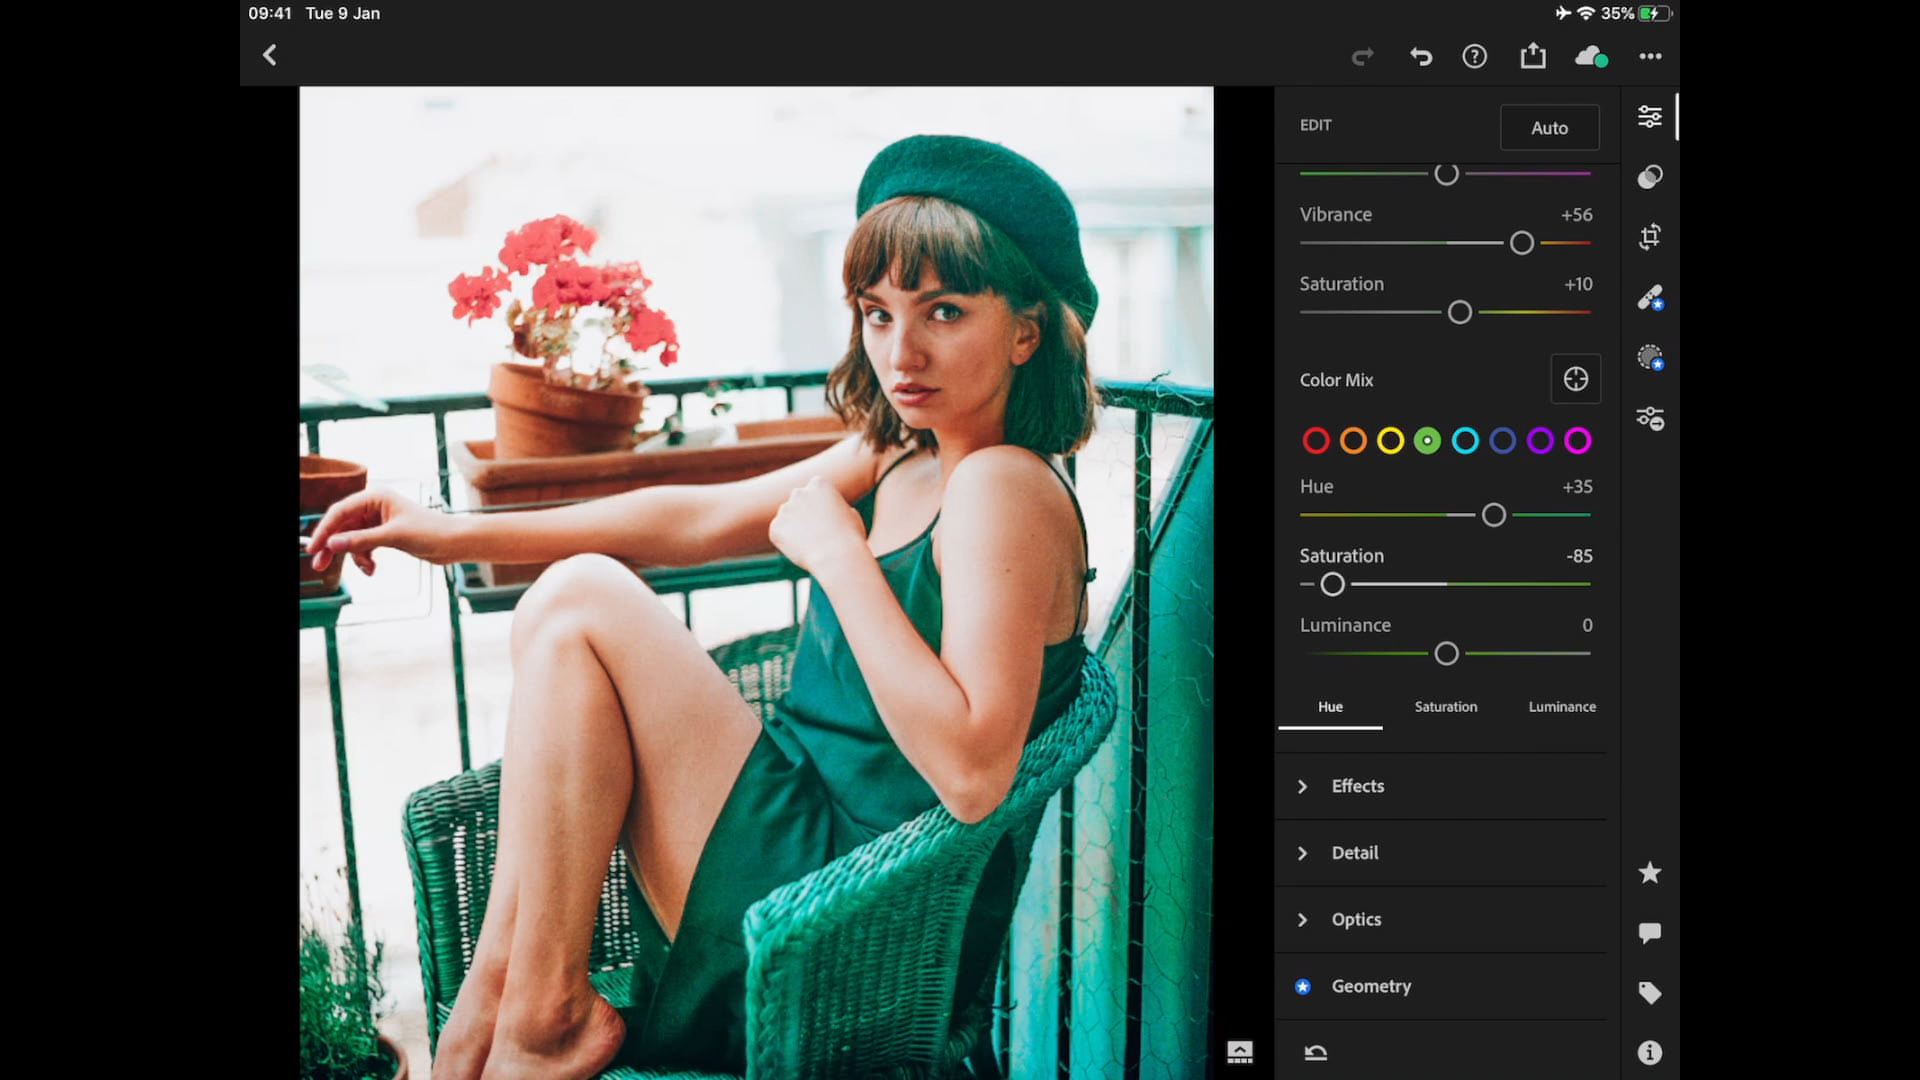 09:41 Tue 9 Jan
35%
EDIT
Auto
Vibrance +56
Saturation +10
Color Mix
Hue +35
Saturation -85
Luminance 0
Hue Saturation Luminance
Effects
Detail
Optics
Geometry